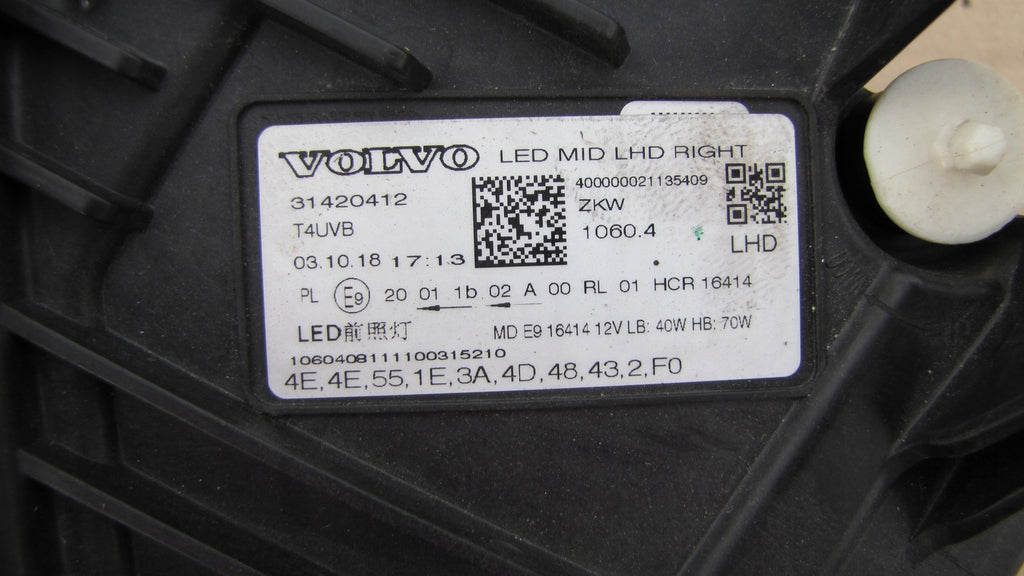 VOLVO LED MID LHD RIGHT
31420412
400000021135409
T4UVB
ZKW
03.10.18 17:13
1060.4
LHD
PL E9 20 01 1b 02 A 00 RL 01 HCR 16414
LED前照灯
MD E9 16414 12V LB: 40W HB: 70W
1060408111100315210
4E,4E,55,1E,3A,4D,48,43,2,F0